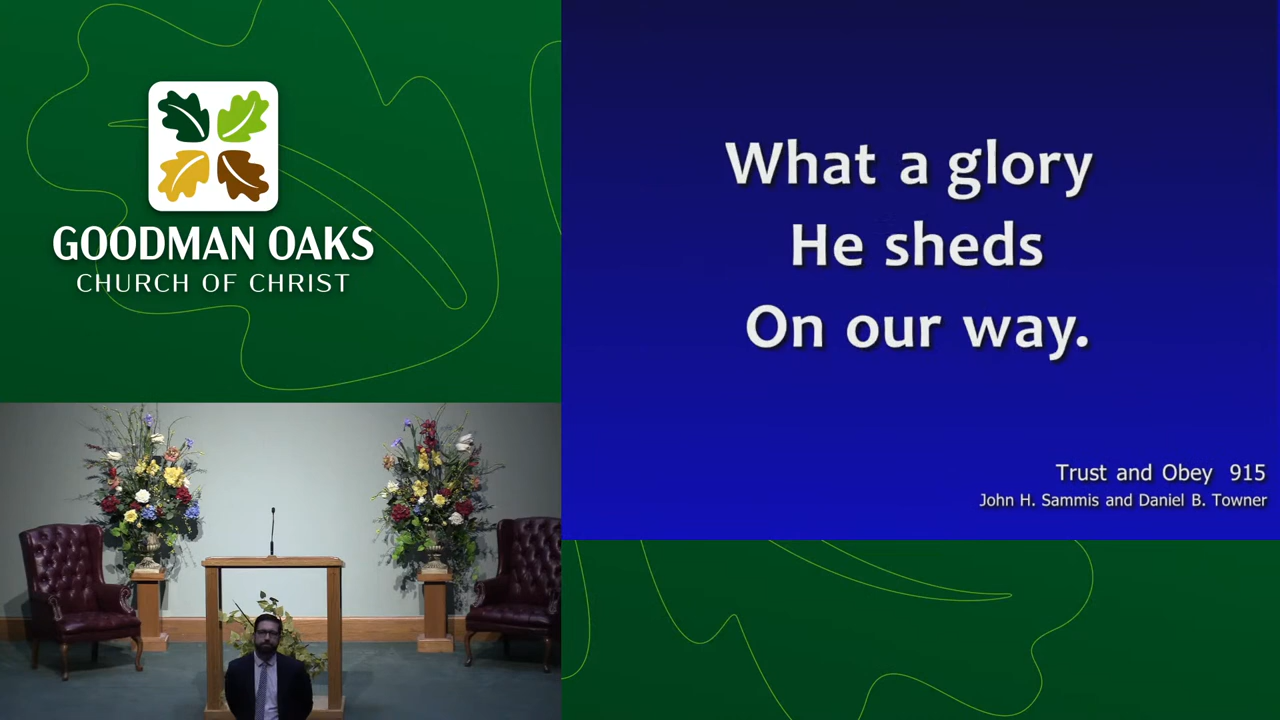 GOODMAN OAKS
CHURCH OF CHRIST
What a glory
He sheds
On our way.
Trust and Obey 915
John H. Sammis and Daniel B. Towner